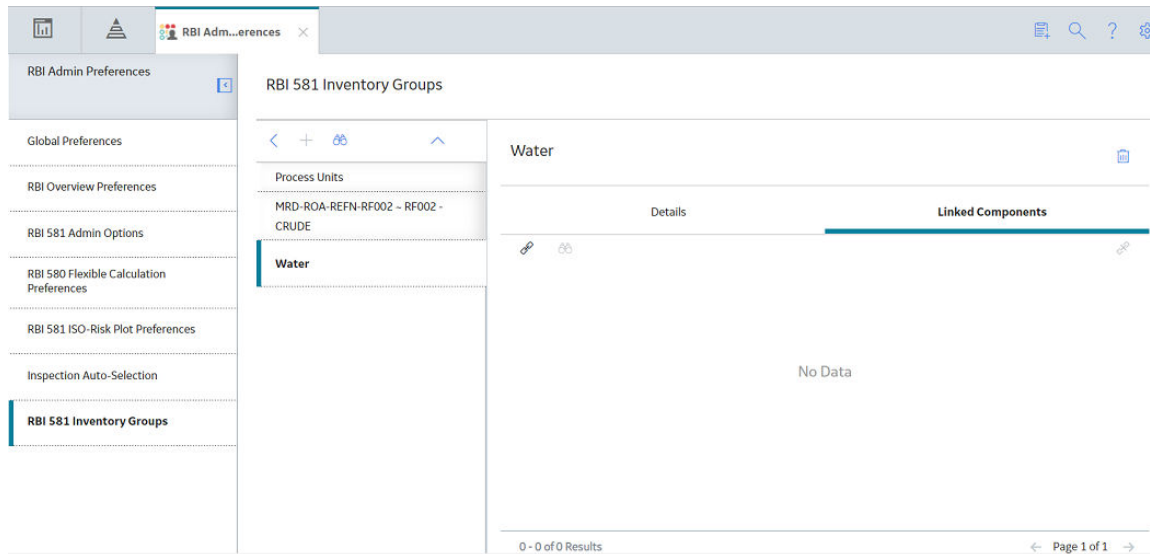 RBI Adm...erences
RBI Admin Preferences
RBI 581 Inventory Groups
Global Preferences
RBI Overview Preferences
RBI 581 Admin Options
RBI 580 Flexible Calculation
Preferences
RBI 581 ISO-Risk Plot Preferences
Inspection Auto-Selection
RBI 581 Inventory Groups
Process Units
MRD-ROA-REFN-RF002 ~ RF002 -
CRUDE
Water
Water
Details
Linked Components
No Data
0 - 0 of 0 Results
Page 1 of 1